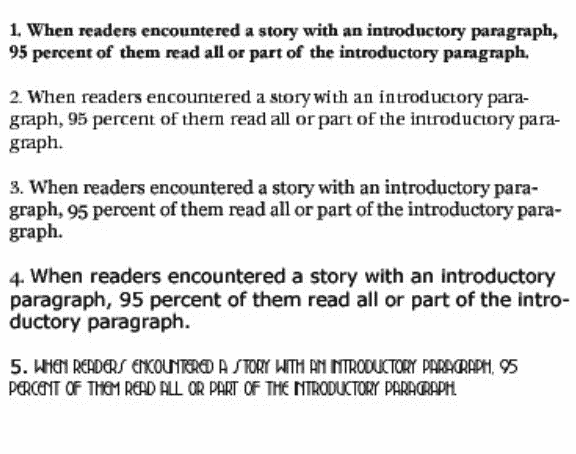 1. When readers encountered a story with an introductory paragraph,
95 percent of them read all or part of the introductory paragraph.
2. When readers encountered a story with an introductory para-
graph, 95 percent of them read all or part of the introductory para-
graph.
3. When readers encountered a story with an introductory para-
graph, 95 percent of them read all or part of the introductory para-
graph.
4. When readers encountered a story with an introductory
paragraph, 95 percent of them read all or part of the intro-
ductory paragraph.
5. WHEN READERS ENCOUNTERED A STORY WITH AN INTRODUCTORY PARAGRAPH, 95
PERCENT OF THEM READ ALL OR PART OF THE INTRODUCTORY PARAGRAPH.